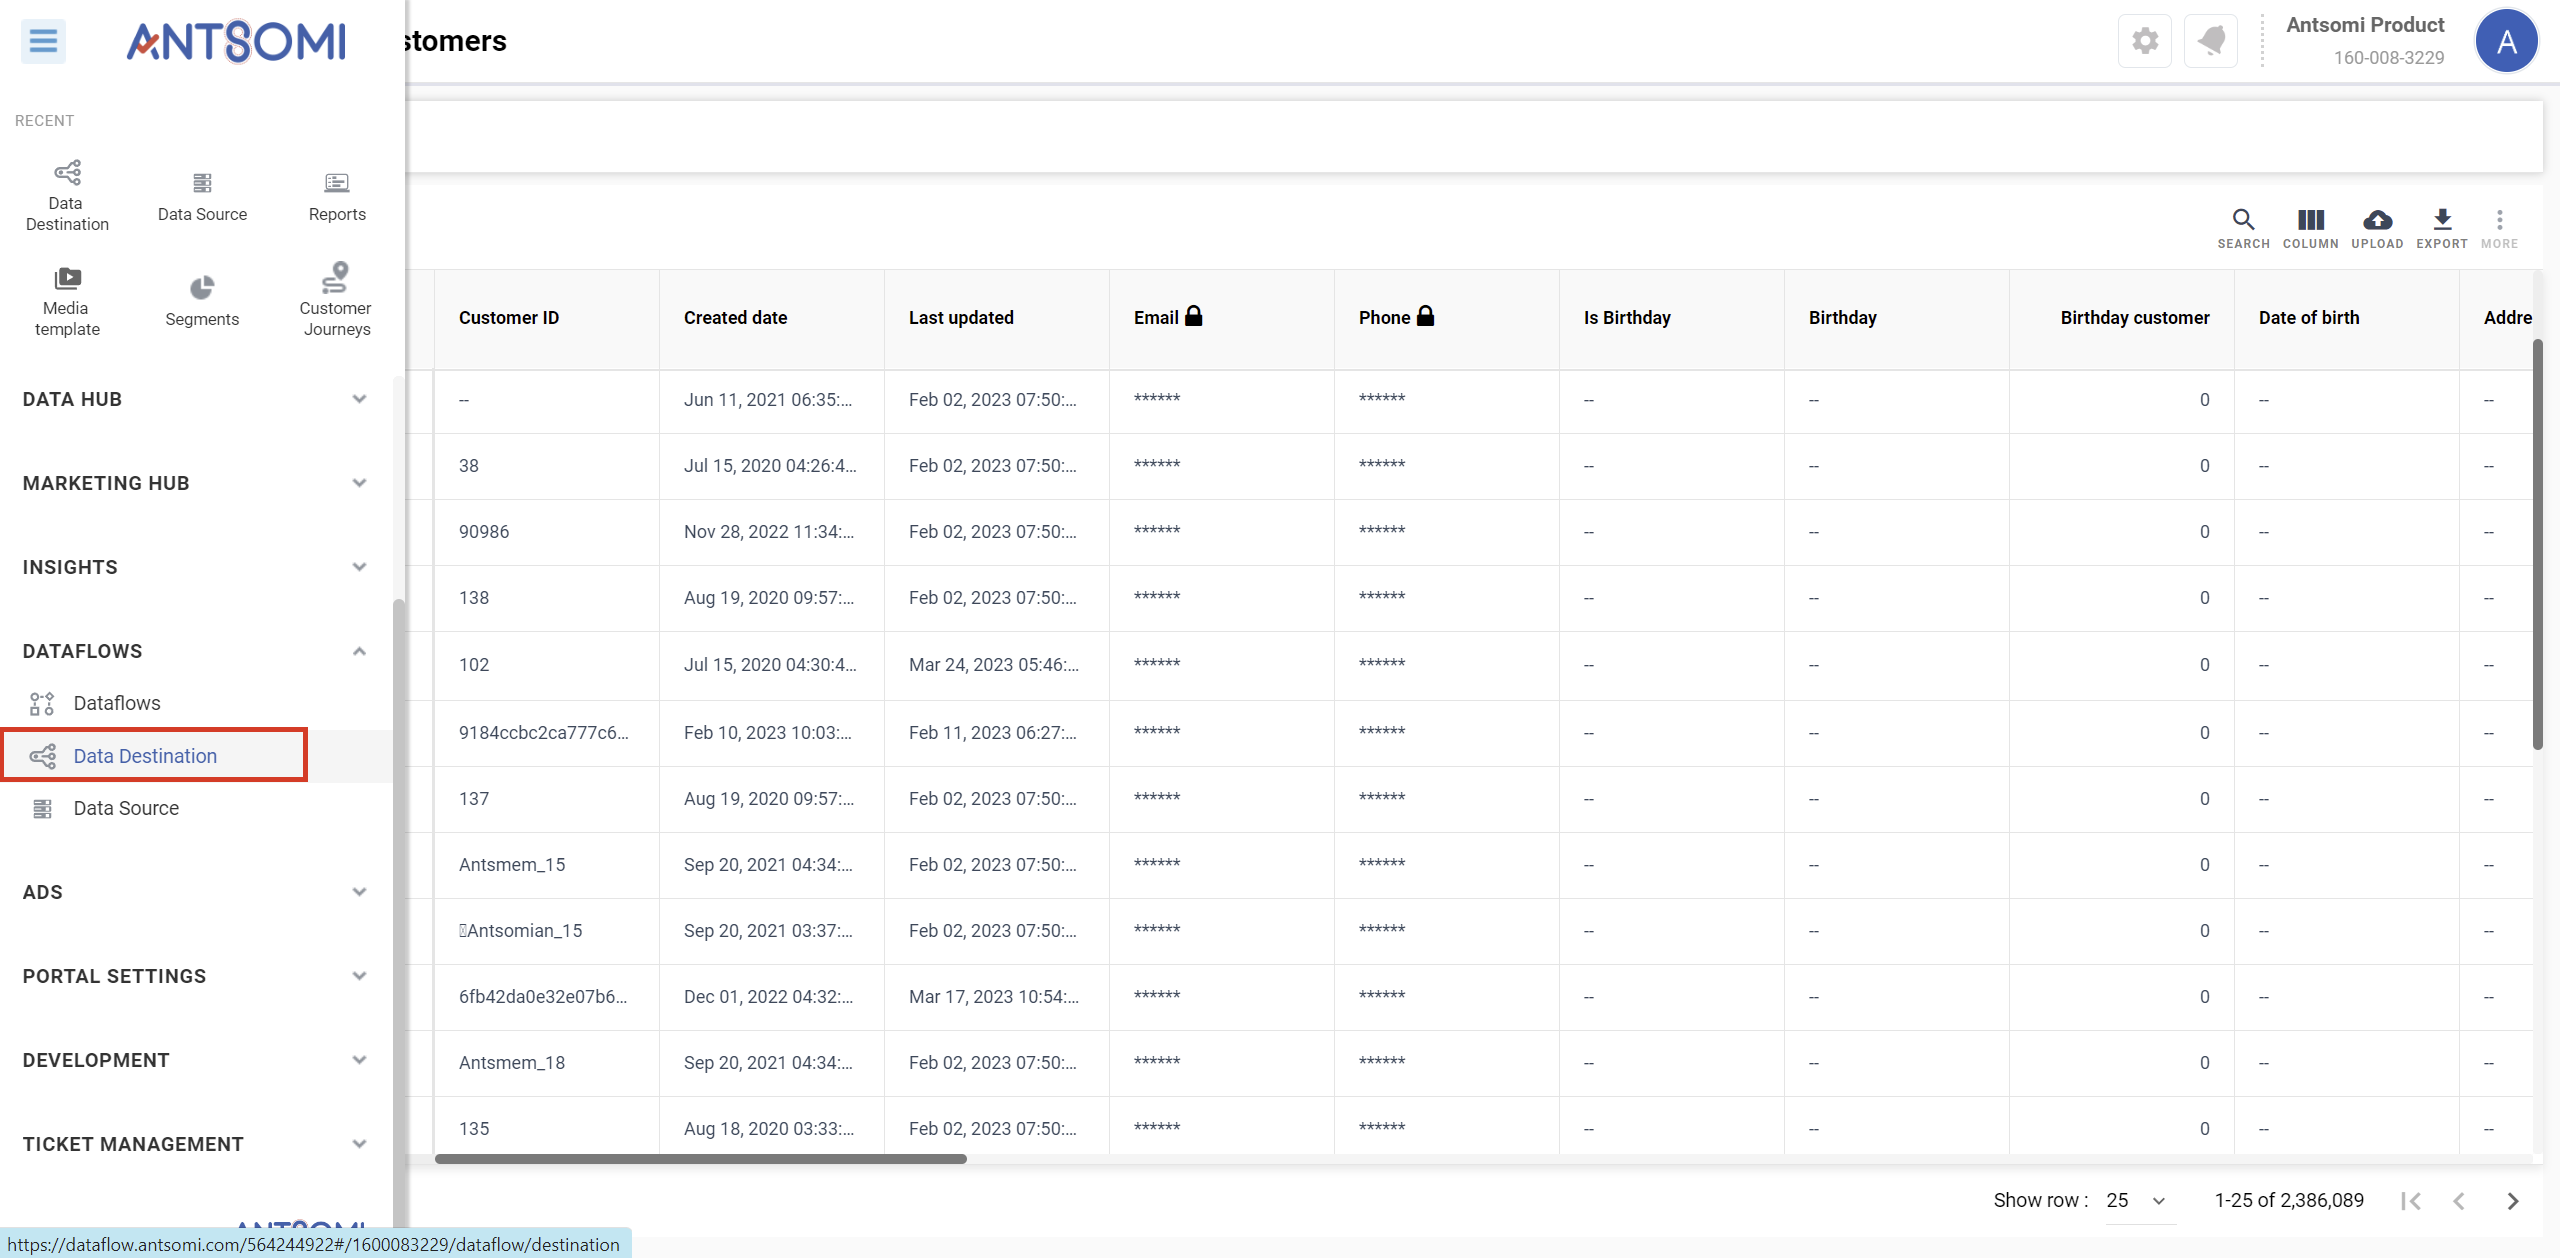 ANTSOMI
stomers
Antsomi Product
160-008-3229
A
RECENT
Data
Destination
Data Source
Reports
Media
template
Segments
Customer
Journeys
DATA HUB
MARKETING HUB
INSIGHTS
DATAFLOWS
Dataflows
Data Destination
Data Source
ADS
PORTAL SETTINGS
DEVELOPMENT
TICKET MANAGEMENT
ANTSOMI
SEARCH COLUMN UPLOAD EXPORT MORE
Customer ID Created date Last updated Email Phone Is Birthday Birthday Birthday customer Date of birth Addre
-- Jun 11, 2021 06:35:... Feb 02, 2023 07:50:... ****** ****** -- -- 0 -- --
38 Jul 15, 2020 04:26:4... Feb 02, 2023 07:50:... ****** ****** -- -- 0 -- --
90986 Nov 28, 2022 11:34:... Feb 02, 2023 07:50:... ****** ****** -- -- 0 -- --
138 Aug 19, 2020 09:57:... Feb 02, 2023 07:50:... ****** ****** -- -- 0 -- --
102 Jul 15, 2020 04:30:4... Mar 24, 2023 05:46:... ****** ****** -- -- 0 -- --
9184ccbc2ca777c6... Feb 10, 2023 10:03:... Feb 11, 2023 06:27:... ****** ****** -- -- 0 -- --
137 Aug 19, 2020 09:57:... Feb 02, 2023 07:50:... ****** ****** -- -- 0 -- --
Antsmem_15 Sep 20, 2021 04:34:... Feb 02, 2023 07:50:... ****** ****** -- -- 0 -- --
Antsomian_15 Sep 20, 2021 03:37:... Feb 02, 2023 07:50:... ****** ****** -- -- 0 -- --
6fb42da0e32e07b6... Dec 01, 2022 04:32:... Mar 17, 2023 10:54:... ****** ****** -- -- 0 -- --
Antsmem_18 Sep 20, 2021 04:34:... Feb 02, 2023 07:50:... ****** ****** -- -- 0 -- --
135 Aug 18, 2020 03:33:... Feb 02, 2023 07:50:... ****** ****** -- -- 0 -- --
Show row : 25 1-25 of 2,386,089
https://dataflow.antsomi.com/564244922#/1600083229/dataflow/destination